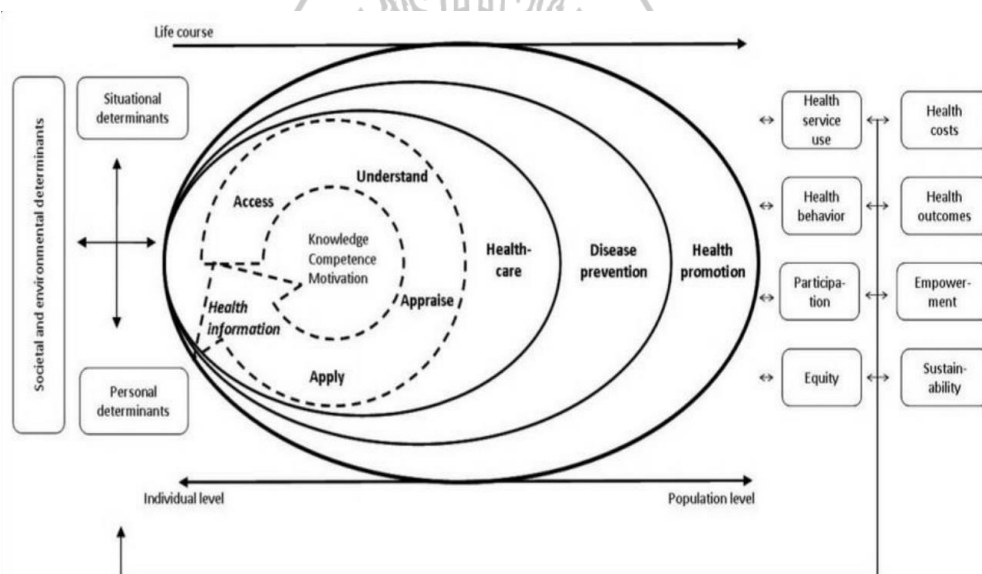 Life course
Societal and environmental determinants
Situational
determinants
Personal
determinants
Access
Understand
Appraise
Apply
Health
information
Knowledge
Competence
Motivation
Health-
care
Disease
prevention
Health
promotion
Individual level
Population level
Health
service
use
Health
costs
Health
behavior
Health
outcomes
Participa-
tion
Empower-
ment
Equity
Sustain-
ability